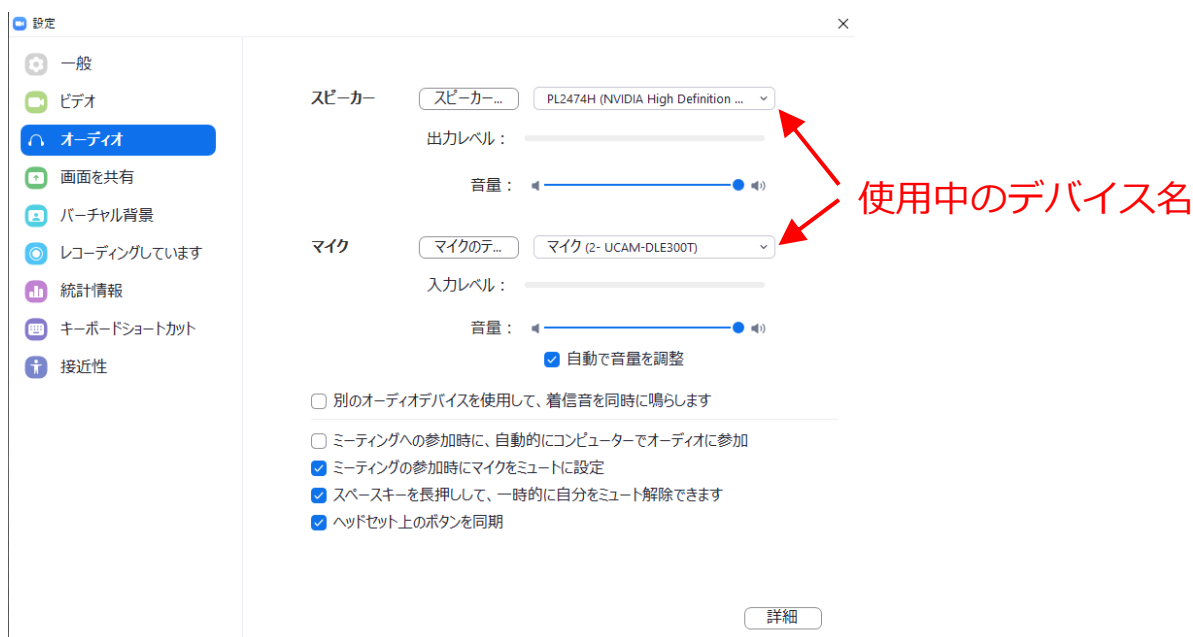 設定
一般
ビデオ
オーディオ
画面を共有
バーチャル背景
レコーディングしています
統計情報
キーボードショートカット
接近性
スピーカー スピーカー... PL2474H (NVIDIA High Definition ...
出力レベル：
音量：
マイク マイクのテ... マイク (2- UCAM-DLE300T)
入力レベル：
音量：
自動で音量を調整
別のオーディオデバイスを使用して、着信音を同時に鳴らします
ミーティングへの参加時に、自動的にコンピューターでオーディオに参加
ミーティングの参加時にマイクをミュートに設定
スペースキーを長押しして、一時的に自分をミュート解除できます
ヘッドセット上のボタンを同期
詳細
使用中のデバイス名